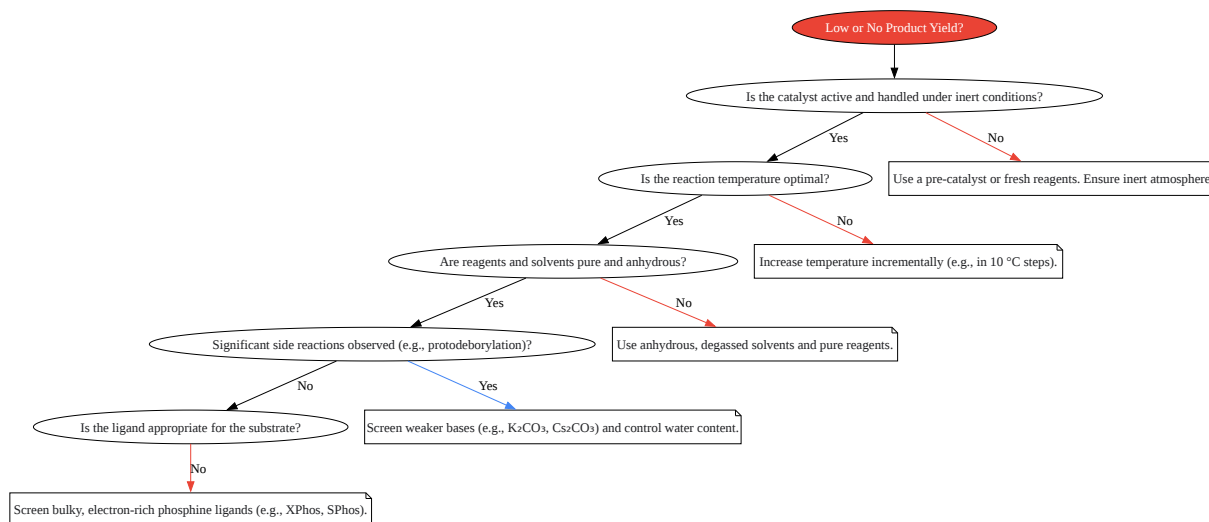 Low or No Product Yield?
Is the catalyst active and handled under inert conditions?
Yes
No
Is the reaction temperature optimal?
Use a pre-catalyst or fresh reagents. Ensure inert atmosphere
Yes
No
Are reagents and solvents pure and anhydrous?
Increase temperature incrementally (e.g., in 10 °C steps).
Yes
No
Significant side reactions observed (e.g., protodeborylation)?
Use anhydrous, degassed solvents and pure reagents.
No
Yes
Is the ligand appropriate for the substrate?
Screen weaker bases (e.g., K₂CO₃, Cs₂CO₃) and control water content.
No
Screen bulky, electron-rich phosphine ligands (e.g., XPhos, SPhos).